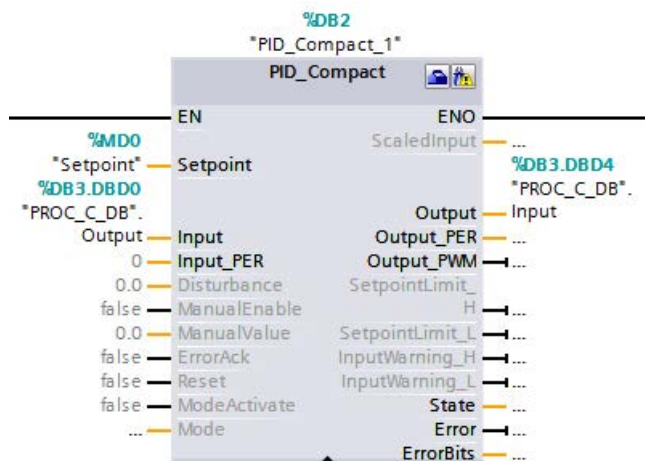 %DB2
"PID_Compact_1"
PID_Compact
EN ENO
%MD0 ScaledInput ...
"Setpoint" Setpoint %DB3.DBD4
%DB3.DBD0 "PROC_C_DB".
"PROC_C_DB". Output Input
Output Input Output_PER ...
0 Input_PER Output_PWM ...
0.0 Disturbance SetpointLimit_
false ManualEnable H ...
0.0 ManualValue SetpointLimit_L ...
false ErrorAck InputWarning_H ...
false Reset InputWarning_L ...
false ModeActivate State ...
... Mode Error ...
ErrorBits ...